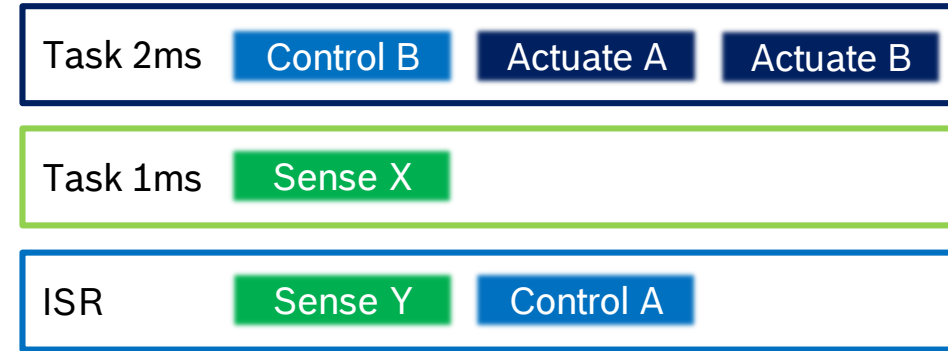 Task 2ms Control B Actuate A Actuate B
Task 1ms Sense X
ISR Sense Y Control A